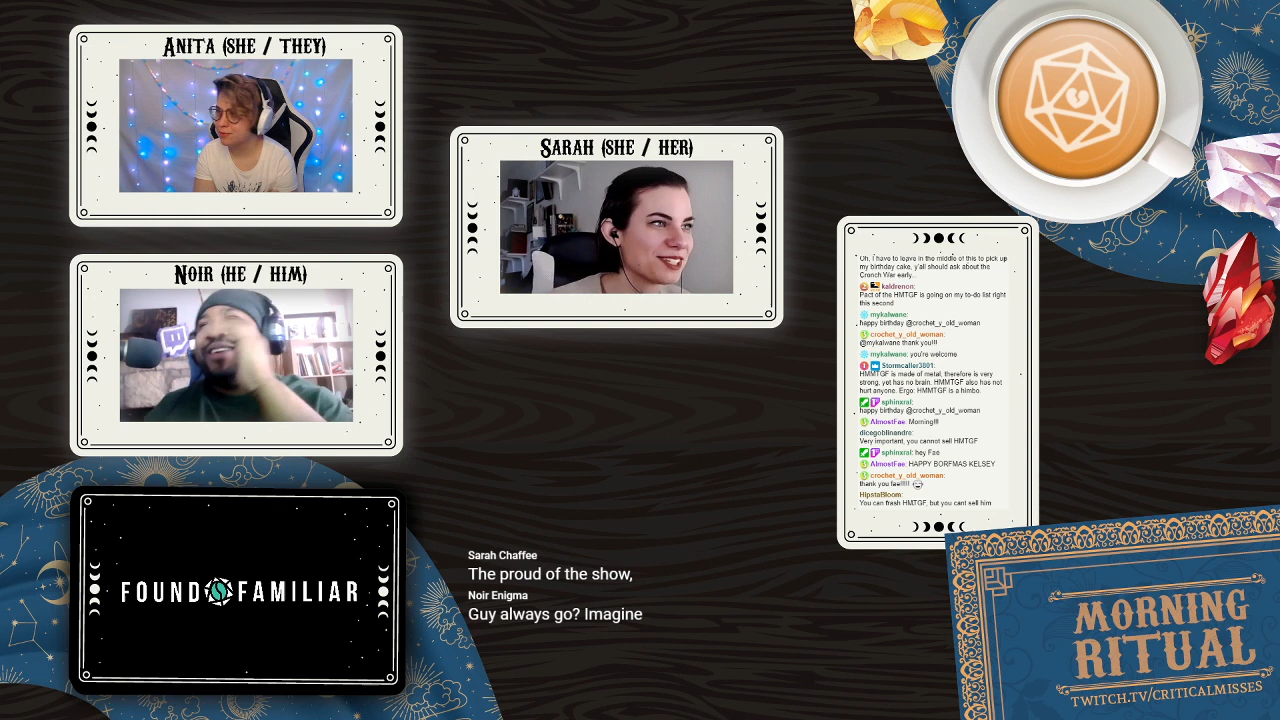 ANITA (SHE / THEY)
SARAH (SHE / HER)
NOIR (HE / HIM)
Oh, I have to leave in the middle of this to pick up
my birthday cake, y'all should ask about the
Cronch War early...
kaldrenon:
Pact of the HMTGF is going on my to-do list right
this second
mykalwane:
happy birthday @crochet_y_old_woman
crochet_y_old_woman:
@mykalwane thank you!!!
mykalwane: you're welcome
Stormcaller3801:
HMMTGF is made of metal, therefore is very
strong, yet has no brain. HMMTGF also has not
hurt anyone. Ergo: HMMTGF is a himbo.
sphinxral:
happy birthday @crochet_y_old_woman
AlmostFae: Morning!!!
dicegoblinandre:
Very important, you cannot sell HMTGF
sphinxral: hey Fae
AlmostFae: HAPPY BORFMAS KELSEY
crochet_y_old_woman:
thank you fae!!!!!
HipstaBloom:
You can trash HMTGF, but you cant sell him
FOUND FAMILIAR
Sarah Chaffee
The proud of the show,
Noir Enigma
Guy always go? Imagine
MORNING
RITUAL
TWITCH.TV/CRITICALMISSES